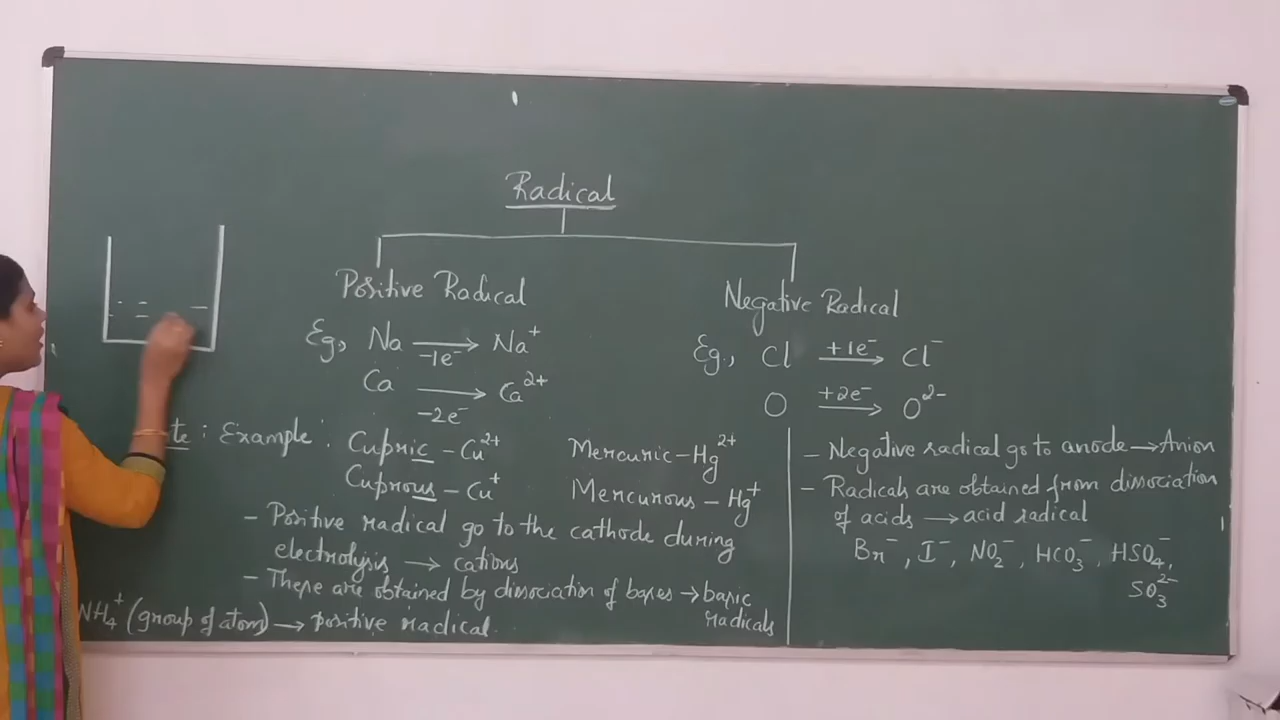 Radical
Positive Radical
Eg, Na —−1e⁻→ Na⁺
Ca —−2e⁻→ Ca²⁺
te : Example : Cupric – Cu²⁺ Mercuric – Hg²⁺
Cuprous – Cu⁺ Mercurous – Hg⁺
– Positive radical go to the cathode during
electrolysis → cations
– These are obtained by dissociation of bases → basic
radicals
NH₄⁺ (group of atom) → positive radical.
Negative Radical
Eg., Cl —+1e⁻→ Cl⁻
O —+2e⁻→ O²⁻
– Negative radical go to anode → Anion
– Radicals are obtained from dissociation
of acids → acid radical
Br⁻, I⁻, NO₂⁻, HCO₃⁻, HSO₄⁻,
SO₃²⁻